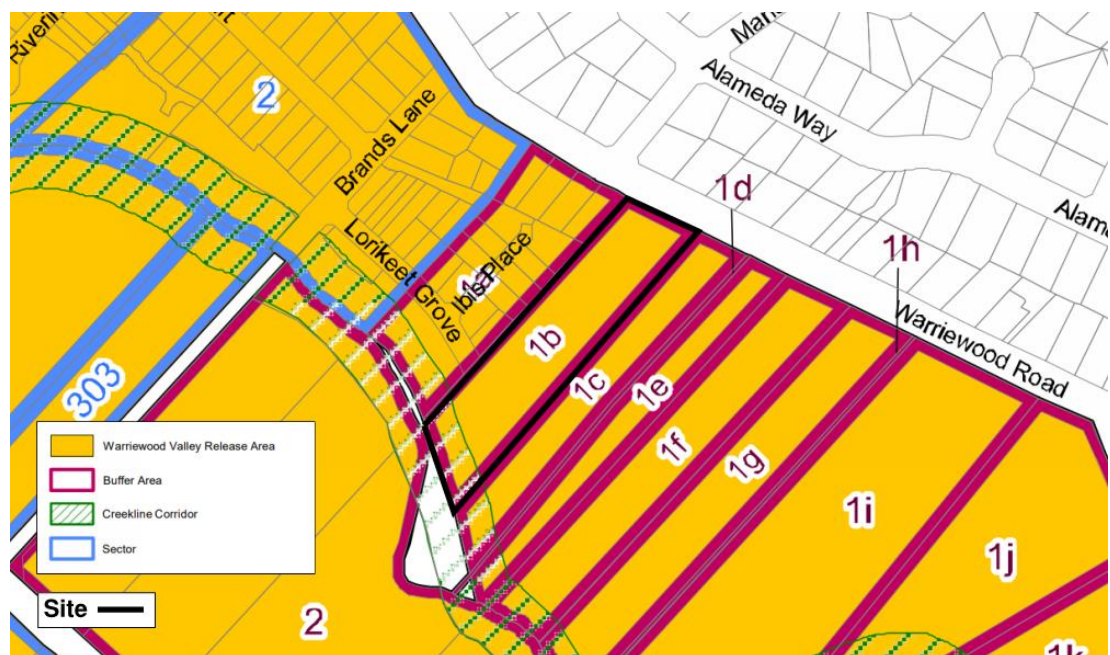 2
Brands Lane
Alameda Way
1d
1h
Lorikeet Grove
Ibis Place
1b
1c
1e
1f
1g
1i
1j
Warriewood Road
303
Warriewood Valley Release Area
Buffer Area
Creekline Corridor
Sector
Site
2